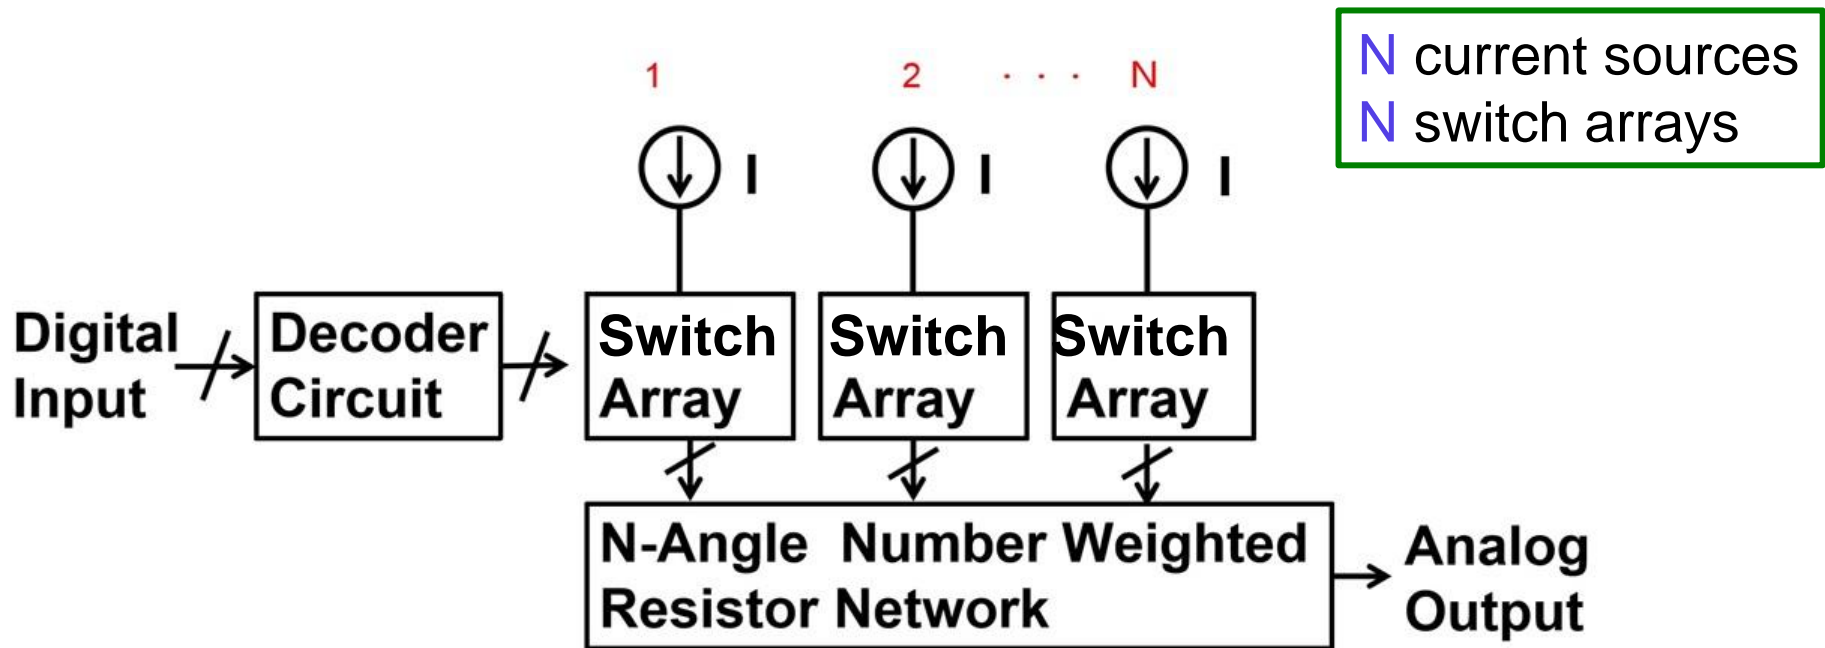 N current sources
N switch arrays
1 2 · · · N
I I I
Digital
Input
Decoder
Circuit
Switch
Array
Switch
Array
Switch
Array
N-Angle Number Weighted
Resistor Network
Analog
Output